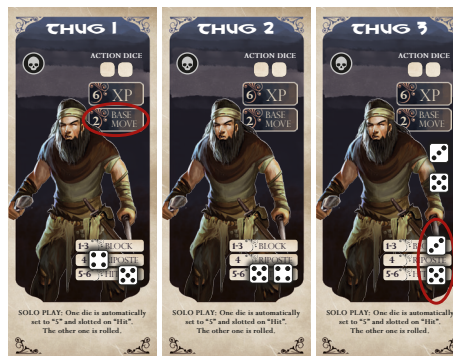 THUG 1
ACTION DICE
6 XP
2 BASE
MOVE
1-3 BLOCK
4 RIPOSTE
5-6
SOLO PLAY: One die is automatically
set to “5” and slotted on “Hit”.
The other one is rolled.
THUG 2
ACTION DICE
6 XP
2 BASE
MOVE
1-3 BLOCK
4 RIPOSTE
5-6
SOLO PLAY: One die is automatically
set to “5” and slotted on “Hit”.
The other one is rolled.
THUG 3
ACTION DICE
6 XP
2 BASE
MOVE
1-3
4 RIPOSTE
5-6
SOLO PLAY: One die is automatically
set to “5” and slotted on “Hit”.
The other one is rolled.